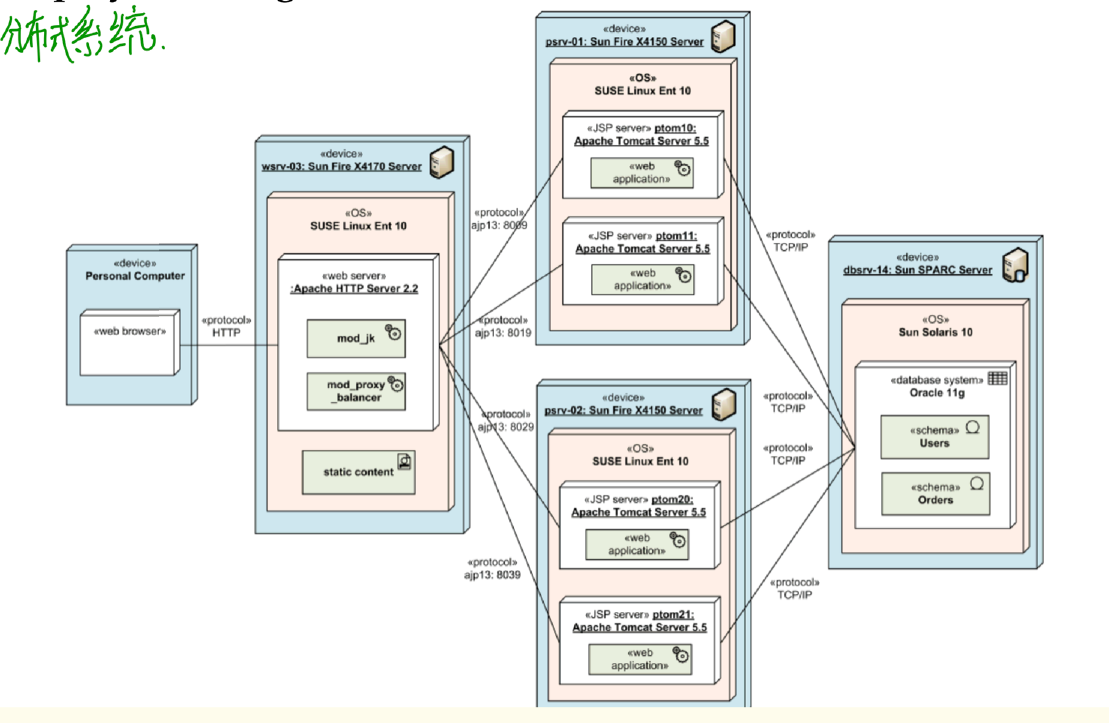 分布式系统.
«device»
Personal Computer
«web browser»
«protocol»
HTTP
«device»
wsrv-03: Sun Fire X4170 Server
«OS»
SUSE Linux Ent 10
«web server»
:Apache HTTP Server 2.2
mod_jk
mod_proxy
_balancer
static content
«protocol»
ajp13: 8009
«protocol»
ajp13: 8019
«protocol»
ajp13: 8029
«protocol»
ajp13: 8039
«device»
psrv-01: Sun Fire X4150 Server
«OS»
SUSE Linux Ent 10
«JSP server» ptom10:
Apache Tomcat Server 5.5
«web
application»
«JSP server» ptom11:
Apache Tomcat Server 5.5
«web
application»
«device»
psrv-02: Sun Fire X4150 Server
«OS»
SUSE Linux Ent 10
«JSP server» ptom20:
Apache Tomcat Server 5.5
«web
application»
«JSP server» ptom21:
Apache Tomcat Server 5.5
«web
application»
«protocol»
TCP/IP
«protocol»
TCP/IP
«protocol»
TCP/IP
«protocol»
TCP/IP
«device»
dbsrv-14: Sun SPARC Server
«OS»
Sun Solaris 10
«database system»
Oracle 11g
«schema»
Users
«schema»
Orders